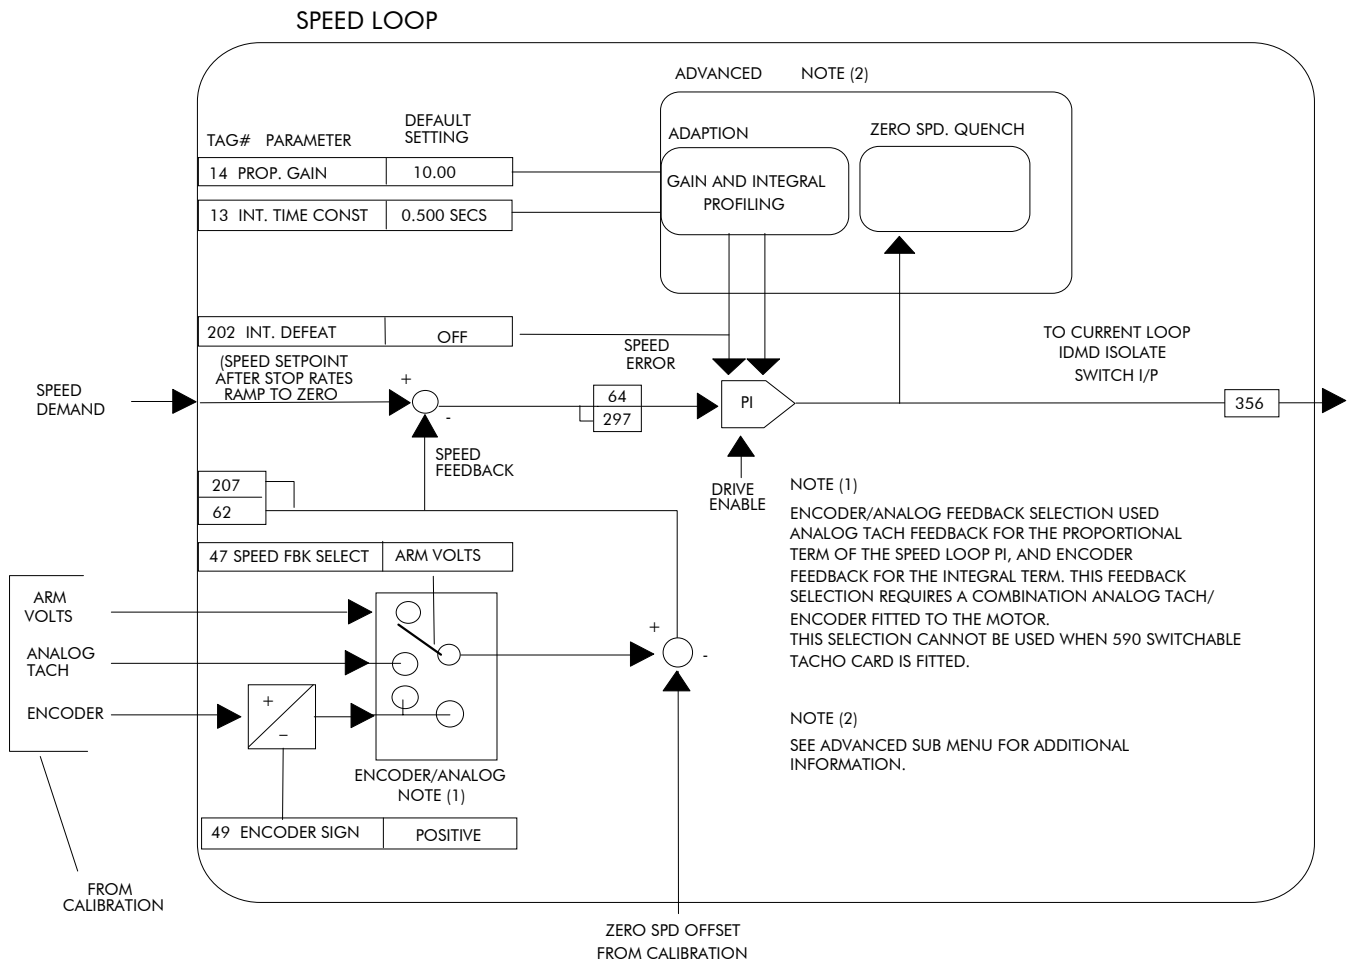 SPEED LOOP
ADVANCED NOTE (2)
TAG# PARAMETER
DEFAULT
SETTING
ADAPTION
ZERO SPD. QUENCH
14 PROP. GAIN
10.00
GAIN AND INTEGRAL
PROFILING
13 INT. TIME CONST
0.500 SECS
202 INT. DEFEAT
OFF
SPEED
ERROR
TO CURRENT LOOP
IDMD ISOLATE
SWITCH I/P
(SPEED SETPOINT
AFTER STOP RATES
RAMP TO ZERO
SPEED
DEMAND
+
-
64
297
PI
356
SPEED
FEEDBACK
207
62
DRIVE
ENABLE
NOTE (1)
ENCODER/ANALOG FEEDBACK SELECTION USED
ANALOG TACH FEEDBACK FOR THE PROPORTIONAL
TERM OF THE SPEED LOOP PI, AND ENCODER
FEEDBACK FOR THE INTEGRAL TERM. THIS FEEDBACK
SELECTION REQUIRES A COMBINATION ANALOG TACH/
ENCODER FITTED TO THE MOTOR.
THIS SELECTION CANNOT BE USED WHEN 590 SWITCHABLE
TACHO CARD IS FITTED.
47 SPEED FBK SELECT
ARM VOLTS
ARM
VOLTS
ANALOG
TACH
ENCODER
+
-
+
–
NOTE (2)
SEE ADVANCED SUB MENU FOR ADDITIONAL
INFORMATION.
ENCODER/ANALOG
NOTE (1)
49 ENCODER SIGN
POSITIVE
FROM
CALIBRATION
ZERO SPD OFFSET
FROM CALIBRATION